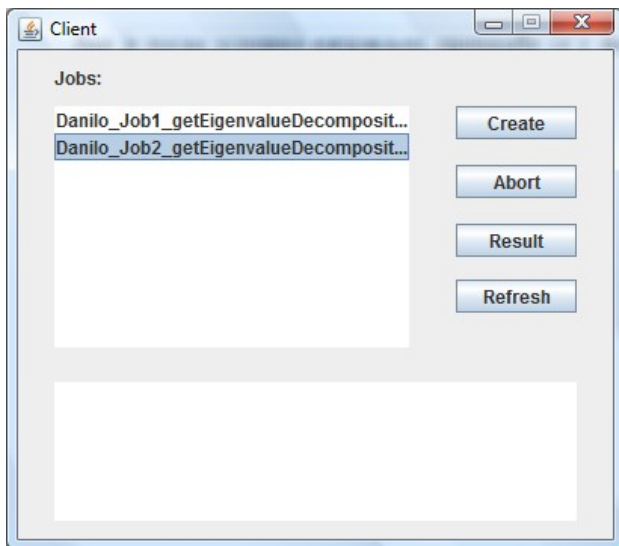 Client
Jobs:
Danilo_Job1_getEigenvalueDecomposit...
Danilo_Job2_getEigenvalueDecomposit...
Create
Abort
Result
Refresh